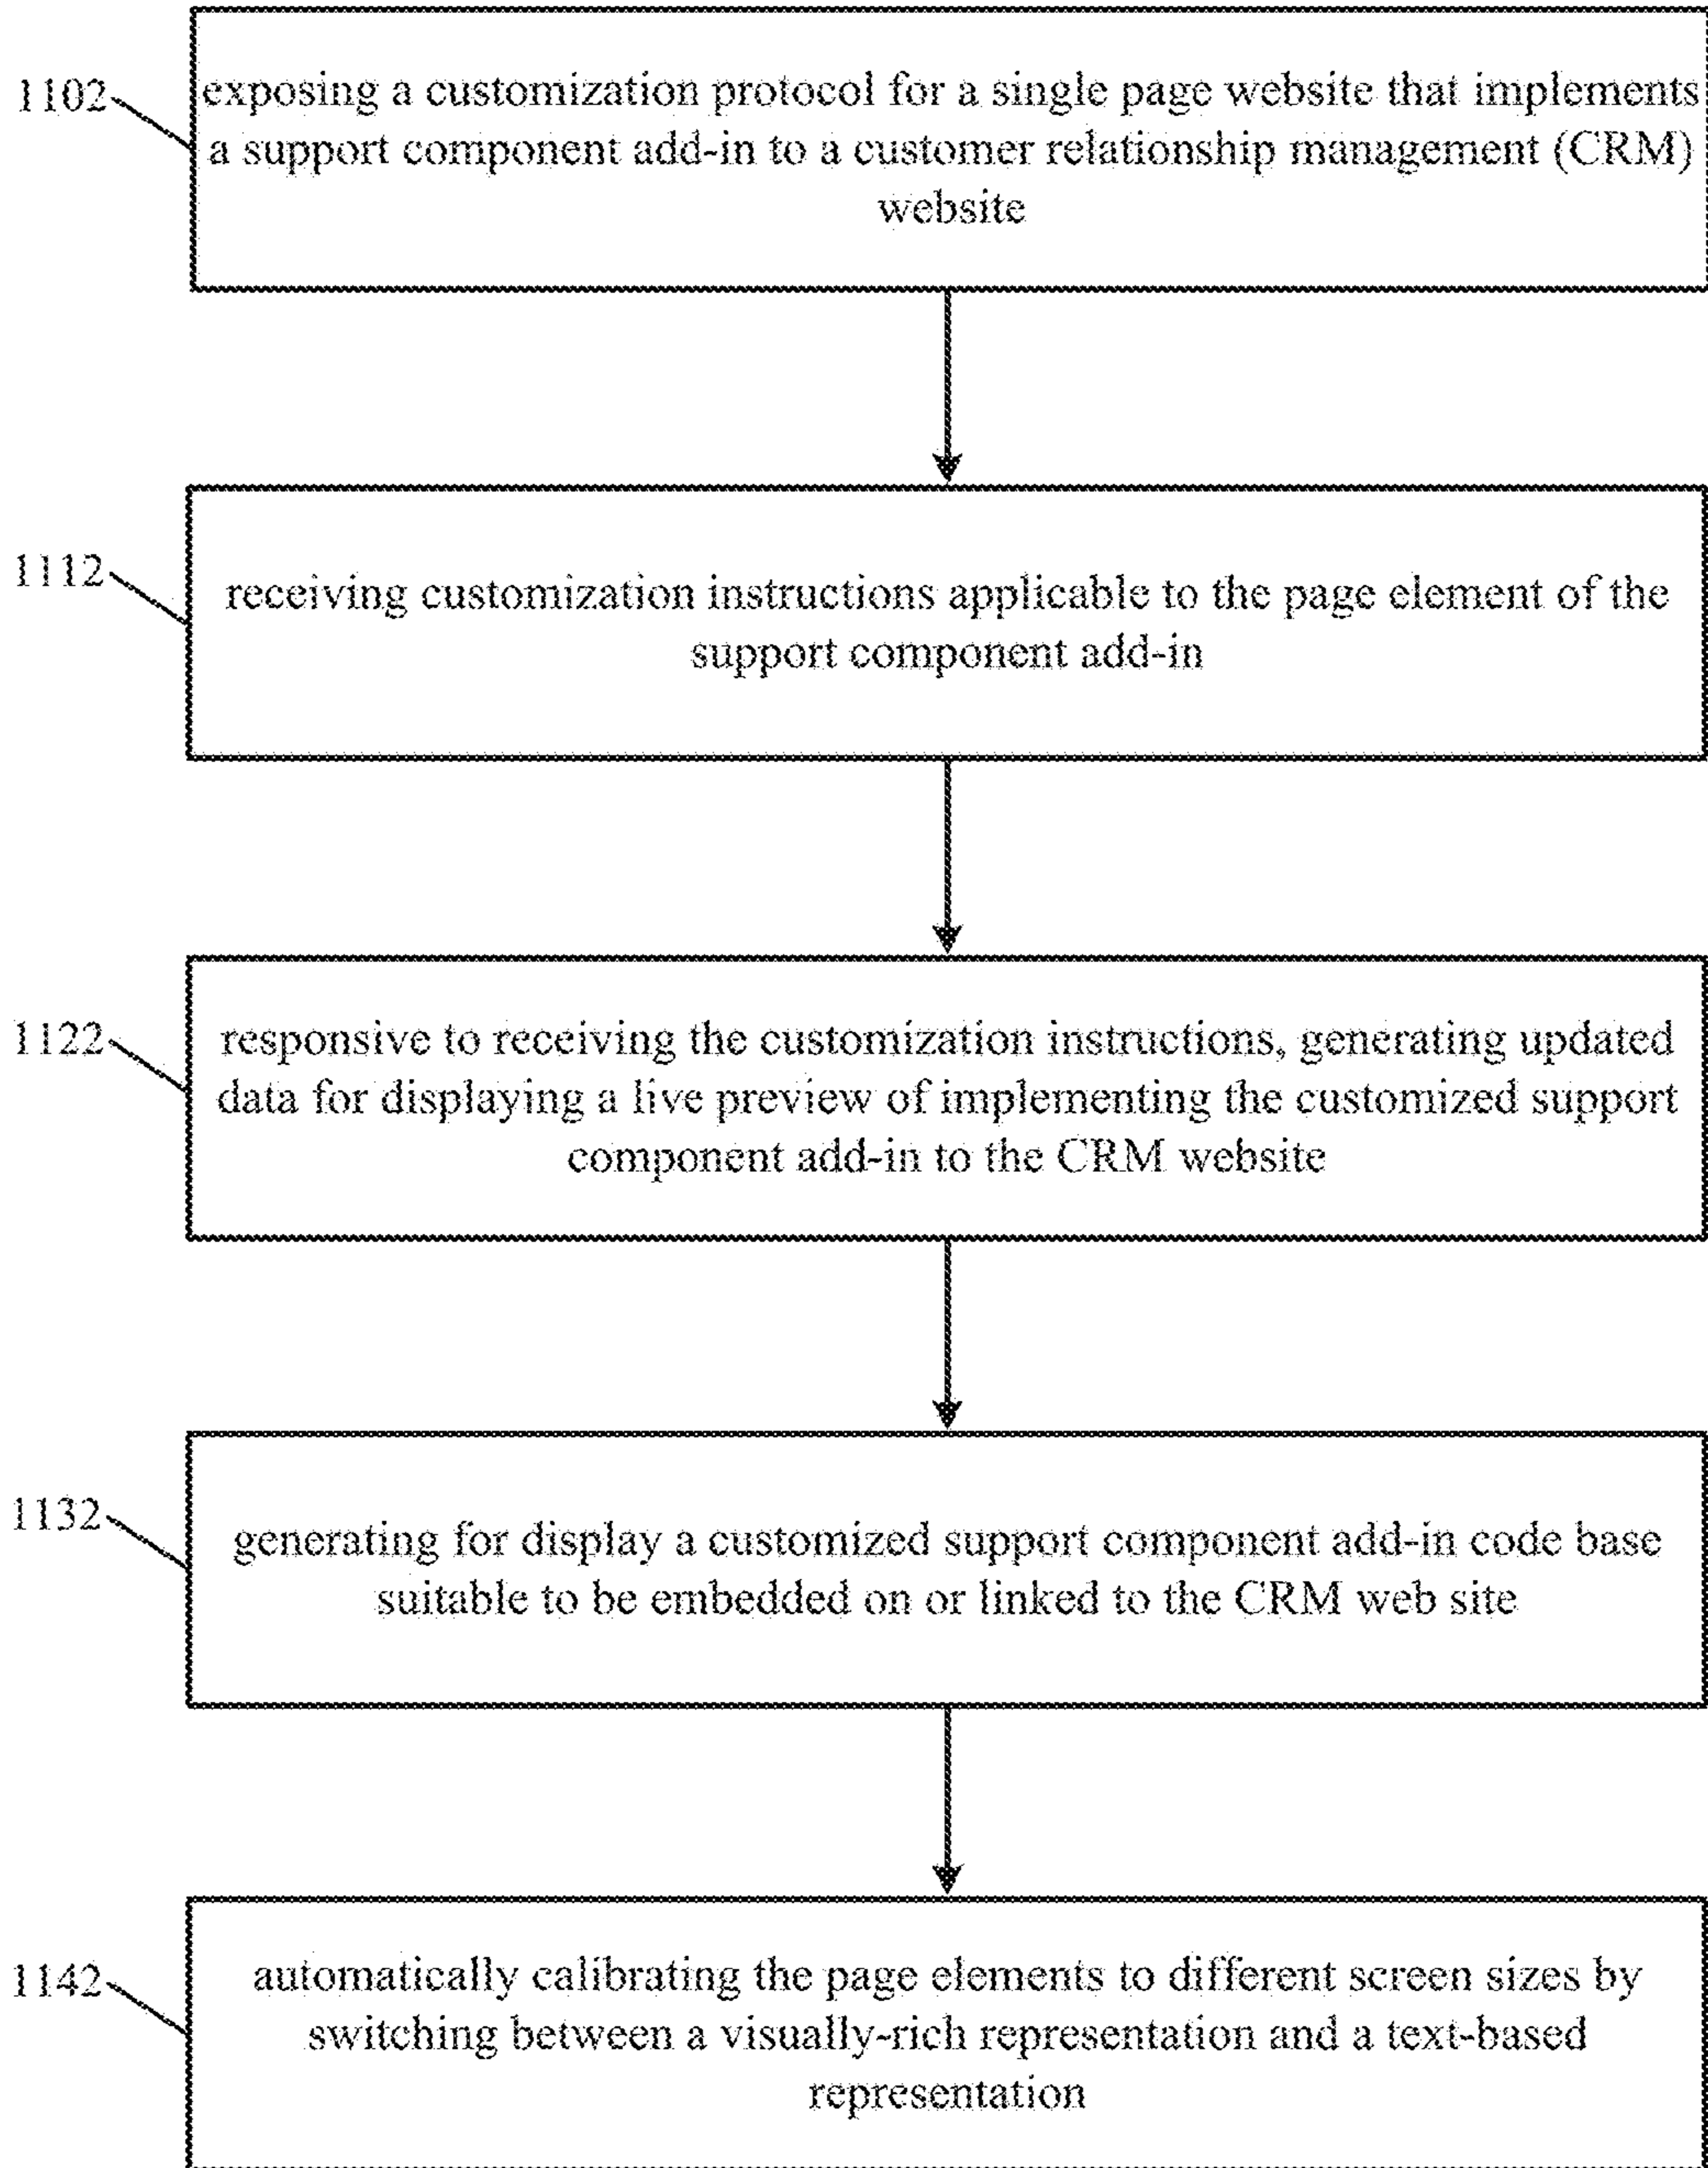 1102
exposing a customization protocol for a single page website that implements
a support component add-in to a customer relationship management (CRM)
website
1112
receiving customization instructions applicable to the page element of the
support component add-in
1122
responsive to receiving the customization instructions, generating updated
data for displaying a live preview of implementing the customized support
component add-in to the CRM website
1132
generating for display a customized support component add-in code base
suitable to be embedded on or linked to the CRM web site
1142
automatically calibrating the page elements to different screen sizes by
switching between a visually-rich representation and a text-based
representation